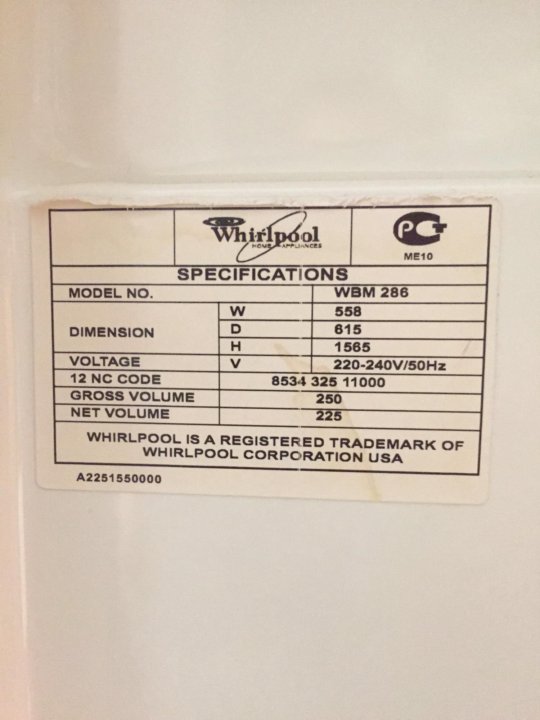 Whirlpool
HOME APPLIANCES
РСТ
ME10
SPECIFICATIONS
MODEL NO. WBM 286
DIMENSION
W 558
D 615
H 1565
VOLTAGE V 220-240V/50Hz
12 NC CODE 8534 325 11000
GROSS VOLUME 250
NET VOLUME 225
WHIRLPOOL IS A REGISTERED TRADEMARK OF
WHIRLPOOL CORPORATION USA
A2251550000